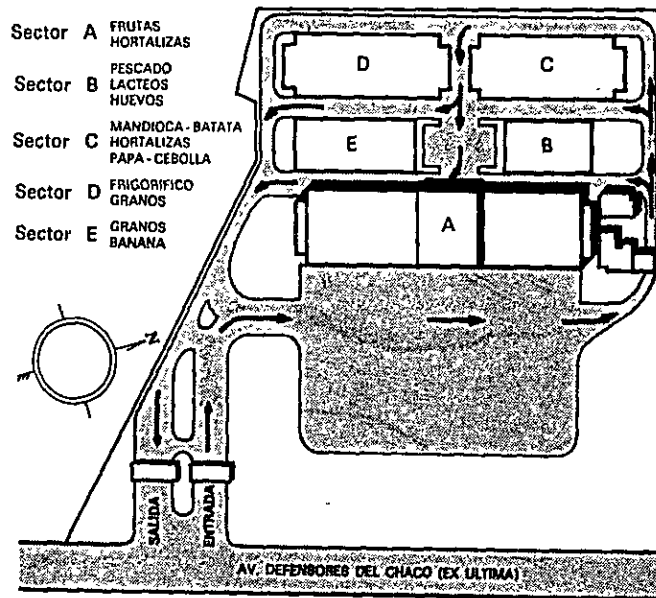 Sector A FRUTAS
HORTALIZAS
Sector B PESCADO
LACTEOS
HUEVOS
Sector C MANDIOCA - BATATA
HORTALIZAS
PAPA - CEBOLLA
Sector D FRIGORIFICO
GRANOS
Sector E GRANOS
BANANA
D
C
E
B
A
N
SALIDA
ENTRADA
AV. DEFENSORES DEL CHACO (EX ULTIMA)